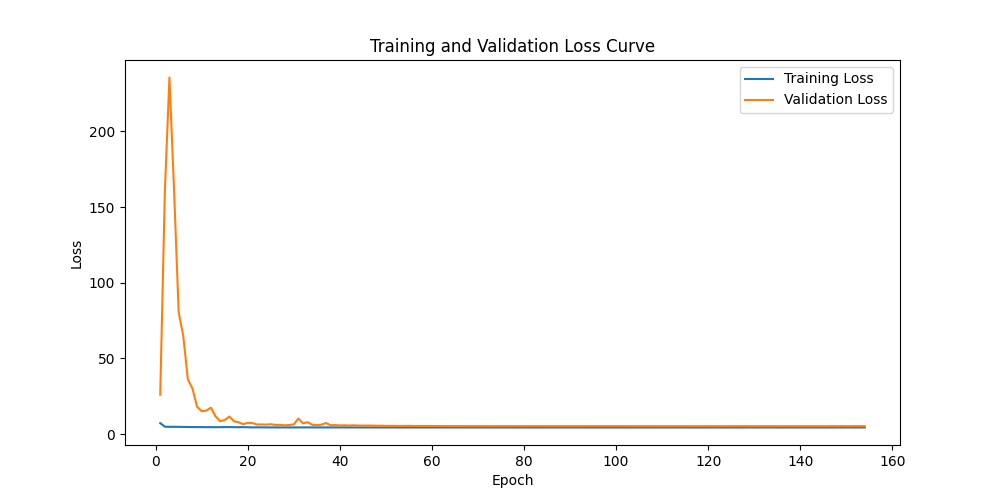 Training and Validation Loss Curve
Training Loss
Validation Loss
Loss
200
150
100
50
0
0 20 40 60 80 100 120 140 160
Epoch